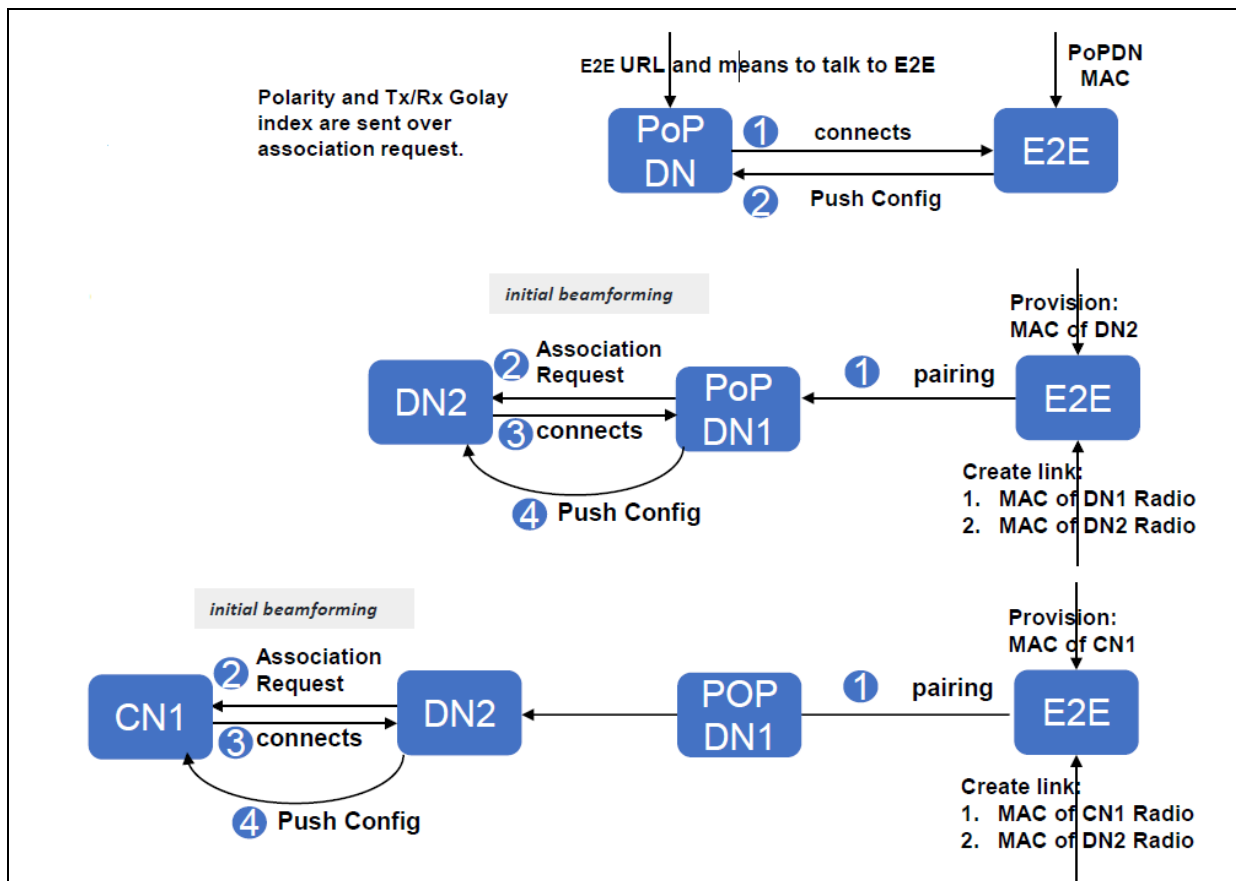 E2E URL and means to talk to E2E
PoPDN
MAC
Polarity and Tx/Rx Golay
index are sent over
association request.
PoP
DN
1
connects
E2E
2
Push Config
initial beamforming
Provision:
MAC of DN2
2
Association
Request
1
pairing
DN2
PoP
DN1
E2E
3
connects
4
Push Config
Create link:
1. MAC of DN1 Radio
2. MAC of DN2 Radio
initial beamforming
Provision:
MAC of CN1
2
Association
Request
1
pairing
CN1
DN2
POP
DN1
E2E
3
connects
4
Push Config
Create link:
1. MAC of CN1 Radio
2. MAC of DN2 Radio